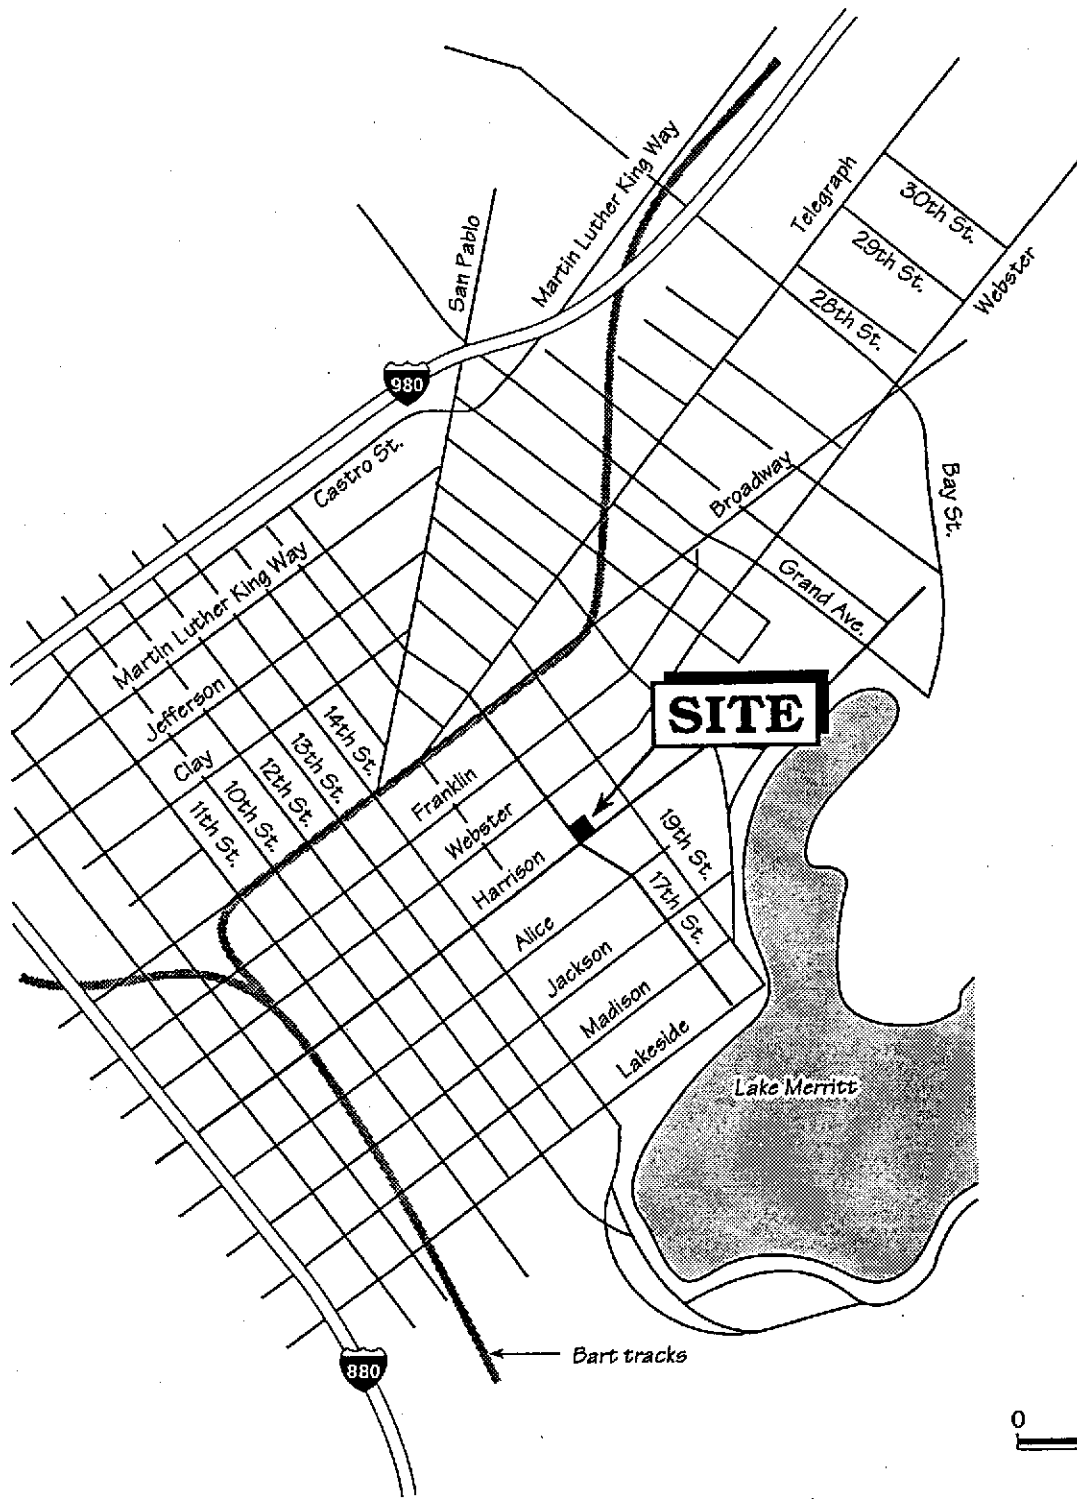 Martin Luther King Way
San Pablo
Telegraph
30th St.
29th St.
28th St.
Webster
980
Castro St.
Broadway
Bay St.
Martin Luther King Way
Grand Ave.
Jefferson
Clay
14th St.
13th St.
12th St.
10th St.
11th St.
SITE
Franklin
Webster
Harrison
19th St.
17th St.
Alice
Jackson
Madison
Lakeside
Lake Merritt
Bart tracks
880
0